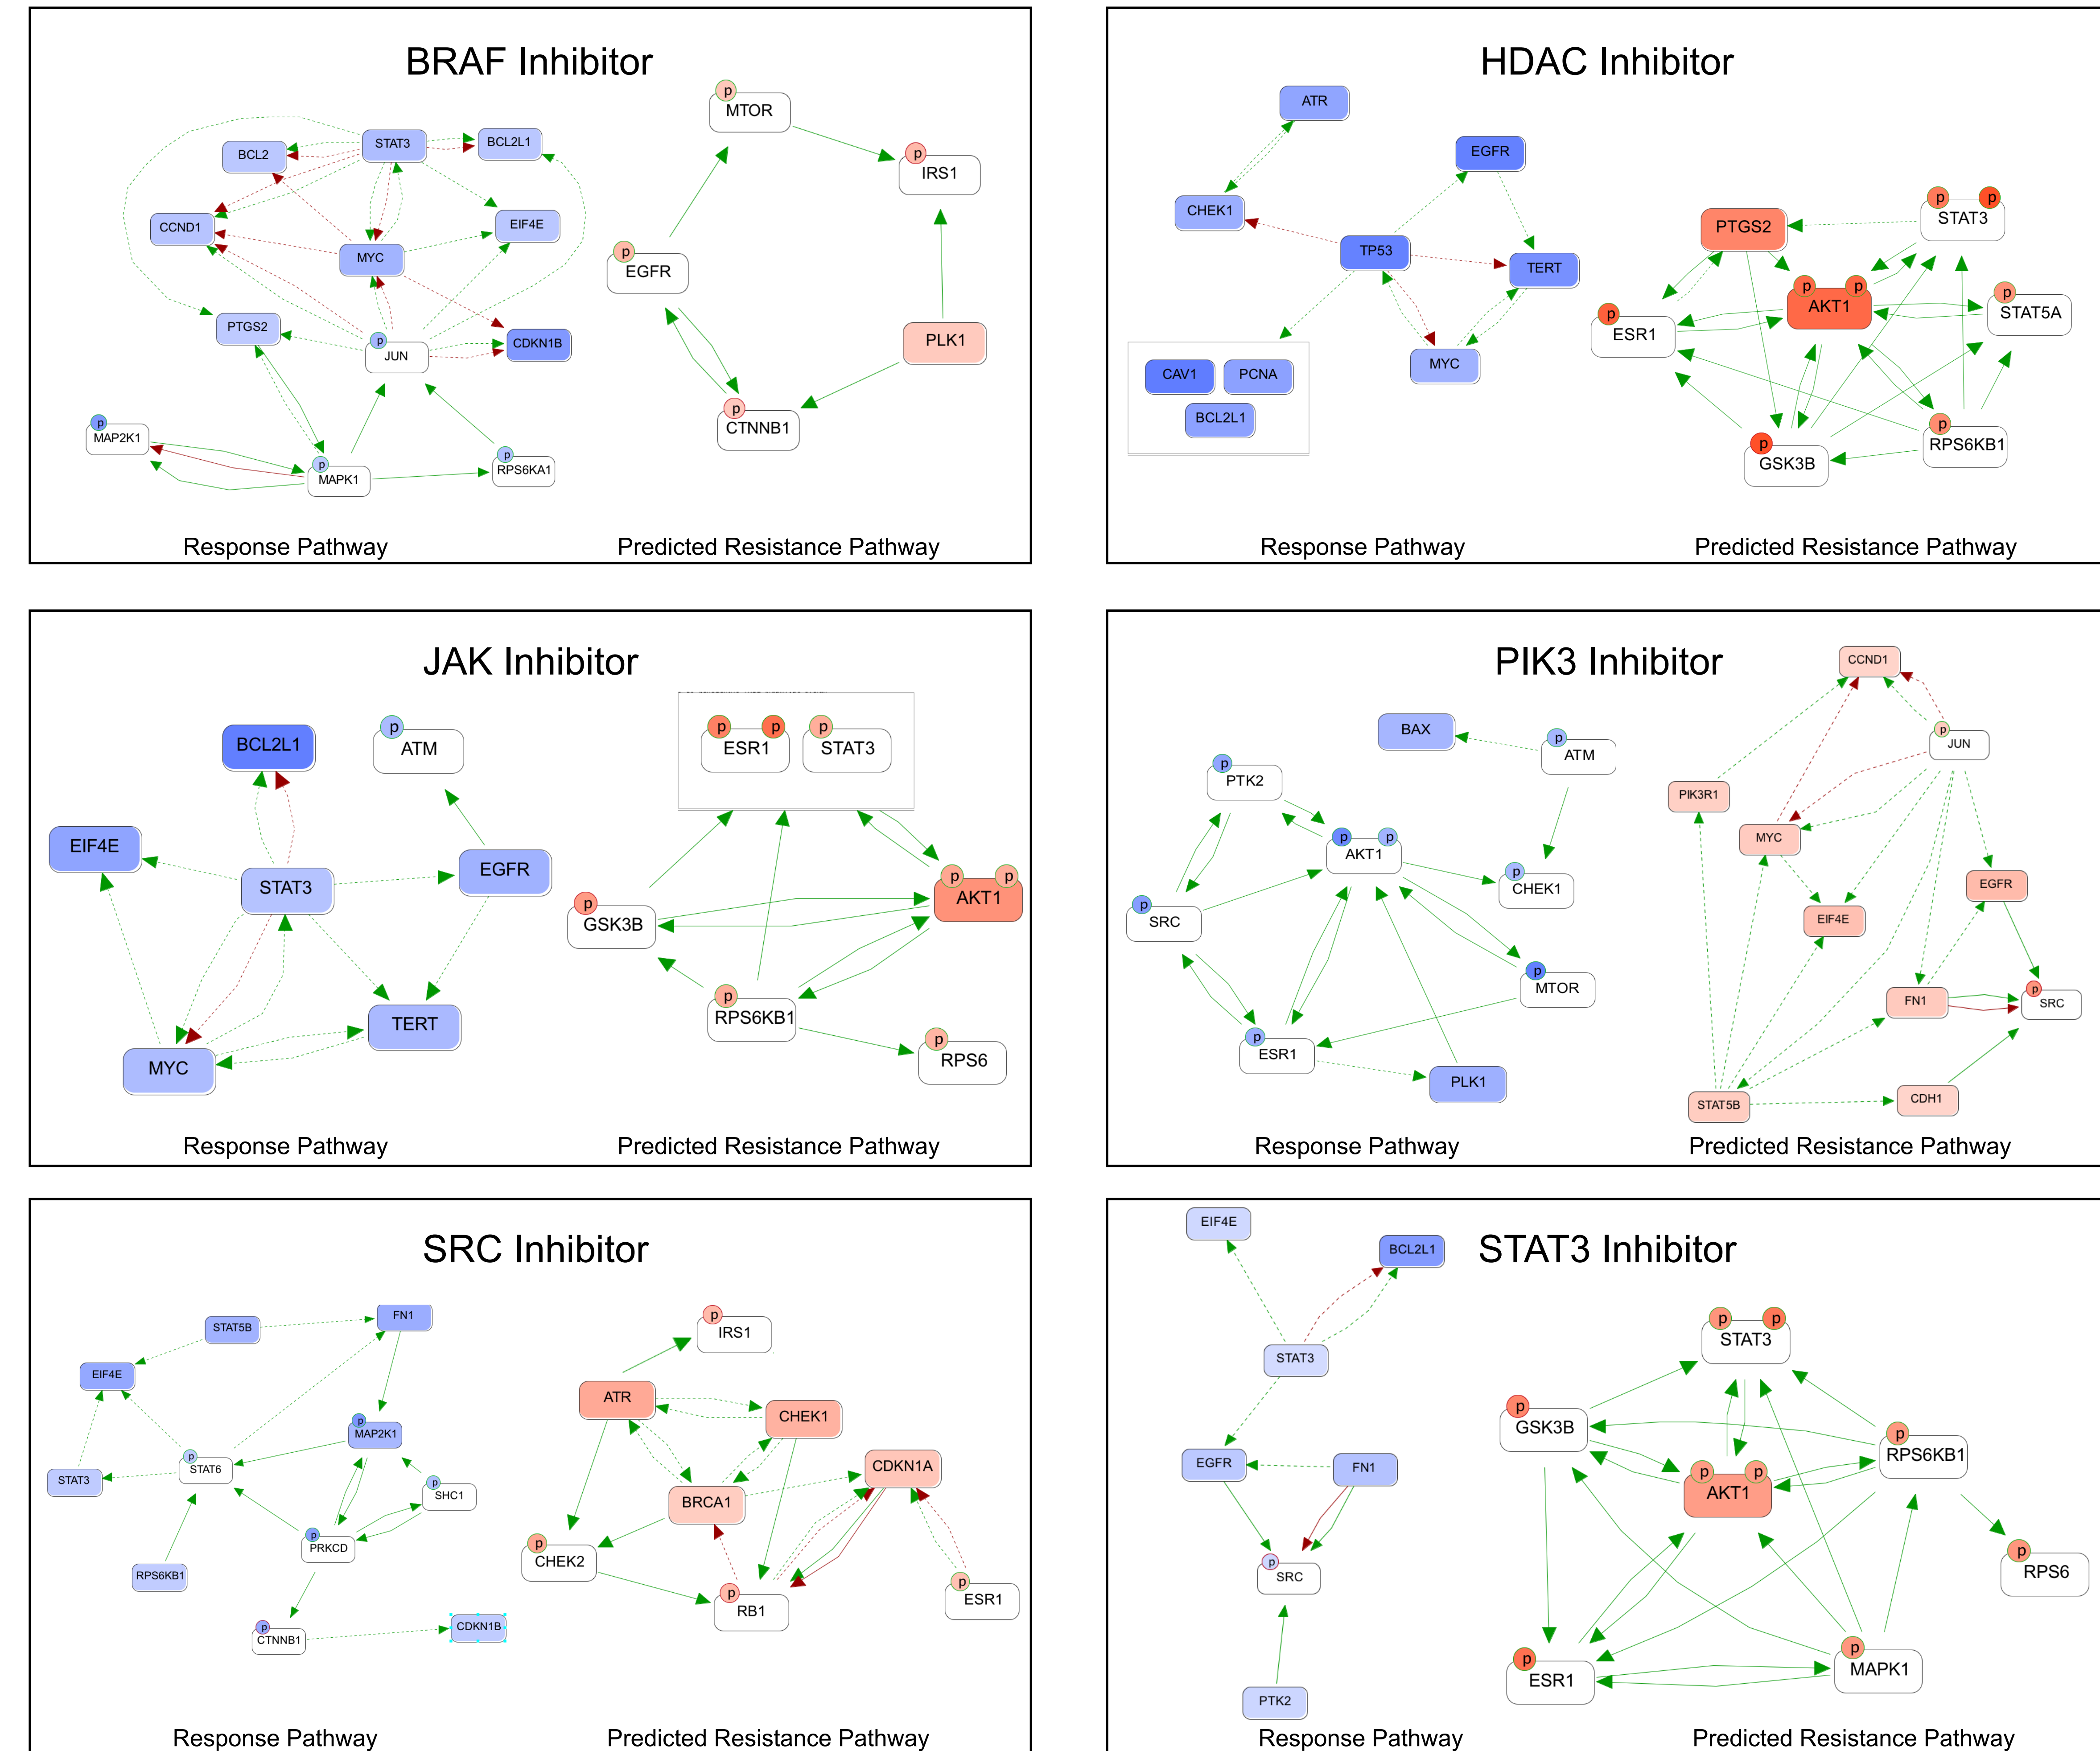 BRAF Inhibitor
p
MTOR
STAT3
BCL2L1
BCL2
p
IRS1
CCND1
EIF4E
MYC
p
EGFR
PTGS2
p
JUN
CDKN1B
PLK1
p
CTNNB1
p
MAP2K1
p
MAPK1
p
RPS6KA1
Response Pathway
Predicted Resistance Pathway
HDAC Inhibitor
ATR
EGFR
CHEK1
TP53
TERT
MYC
CAV1
PCNA
BCL2L1
p p
STAT3
PTGS2
p p
AKT1
p
STAT5A
p
ESR1
p
RPS6KB1
p
GSK3B
Response Pathway
Predicted Resistance Pathway
JAK Inhibitor
BCL2L1
p
ATM
EIF4E
STAT3
EGFR
TERT
MYC
p p
ESR1
p
STAT3
p p
AKT1
p
GSK3B
p
RPS6KB1
p
RPS6
Response Pathway
Predicted Resistance Pathway
PIK3 Inhibitor
BAX
p
ATM
p
PTK2
p p
AKT1
p
CHEK1
p
SRC
p
MTOR
p
ESR1
PLK1
CCND1
p
JUN
PIK3R1
MYC
EGFR
EIF4E
FN1
p
SRC
STAT5B
CDH1
Response Pathway
Predicted Resistance Pathway
SRC Inhibitor
STAT5B
FN1
EIF4E
p
MAP2K1
p
STAT6
STAT3
p
SHC1
p
PRKCD
RPS6KB1
p
CTNNB1
CDKN1B
p
IRS1
ATR
CHEK1
CDKN1A
BRCA1
p
CHEK2
p
RB1
p
ESR1
Response Pathway
Predicted Resistance Pathway
STAT3 Inhibitor
EIF4E
BCL2L1
STAT3
EGFR
FN1
p
SRC
PTK2
p p
STAT3
p
GSK3B
p
RPS6KB1
p p
AKT1
p
RPS6
p
MAPK1
p
ESR1
Response Pathway
Predicted Resistance Pathway